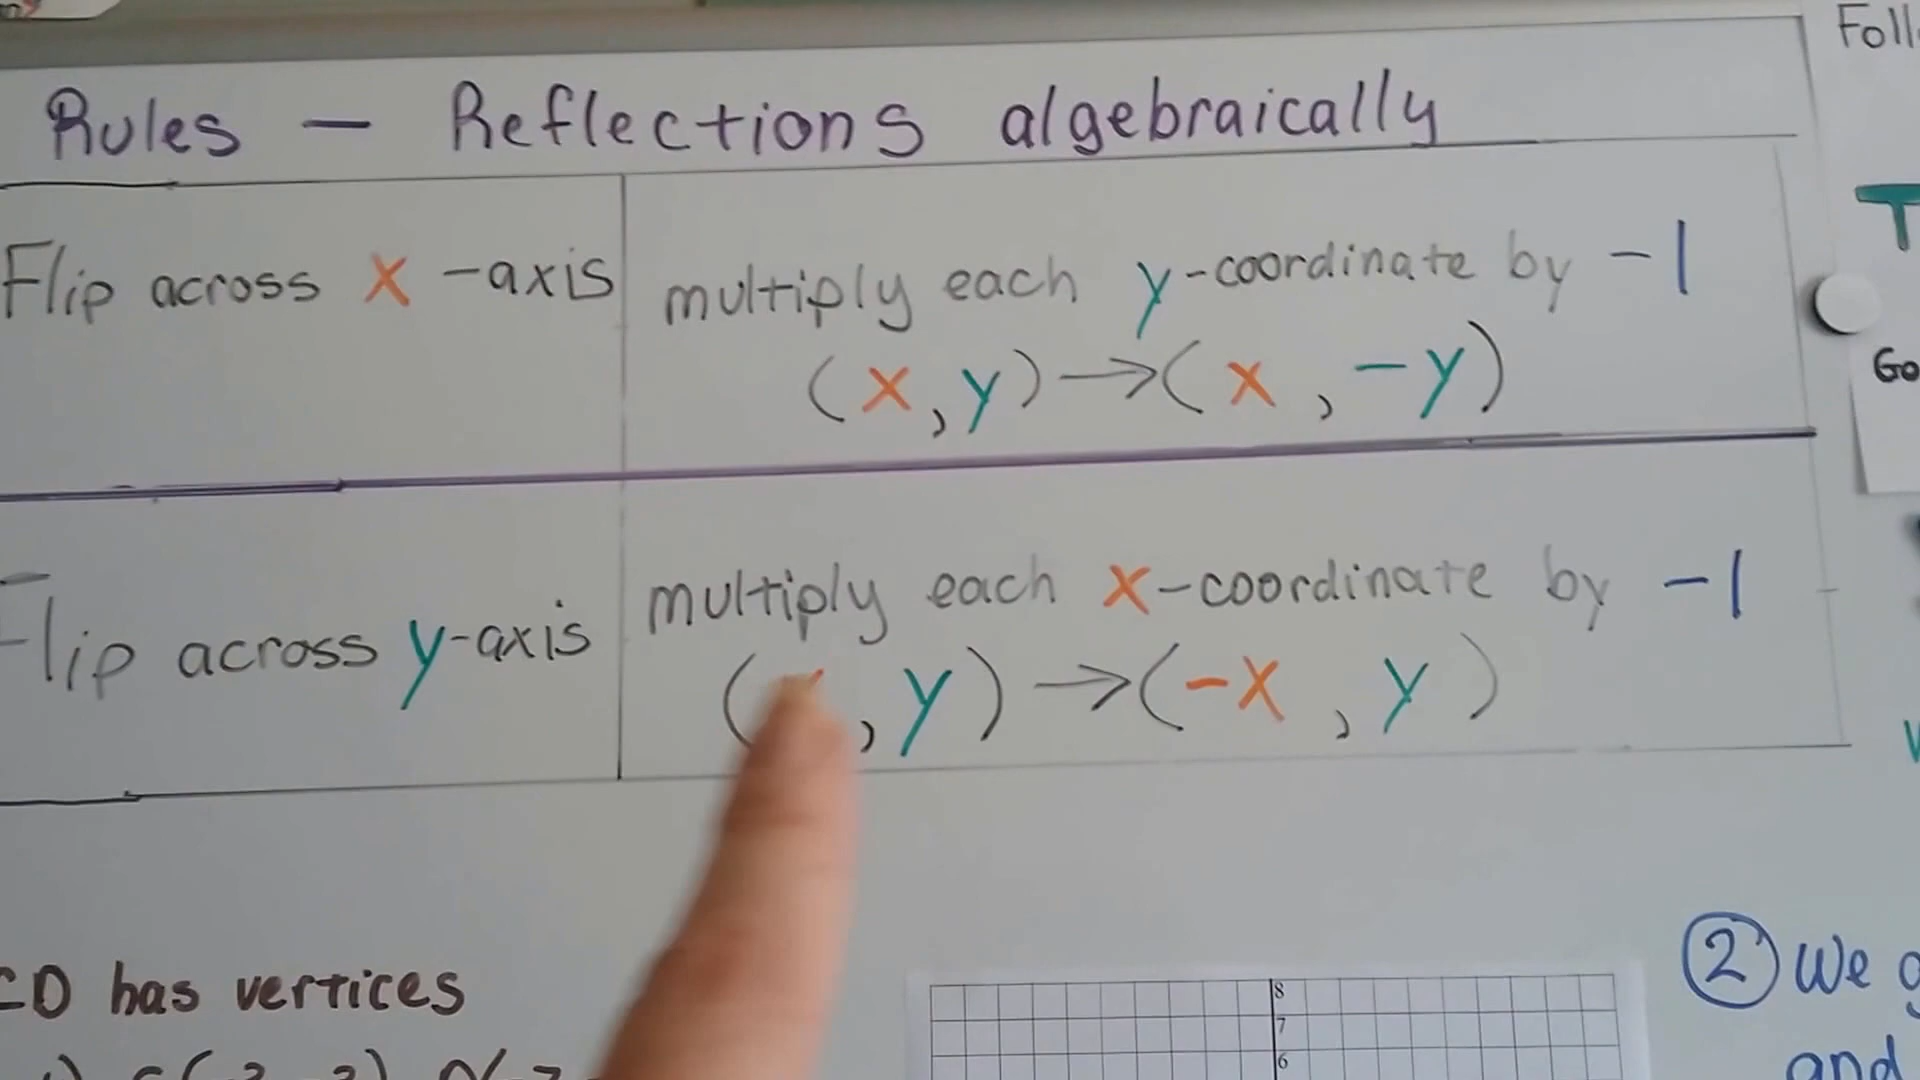 Rules — Reflections algebraically
Flip across x-axis
multiply each y-coordinate by -1
(x, y) → (x, -y)
Flip across y-axis
multiply each x-coordinate by -1
( , y) → (-x, y)
CD has vertices
8
7
6
② We
and
Go